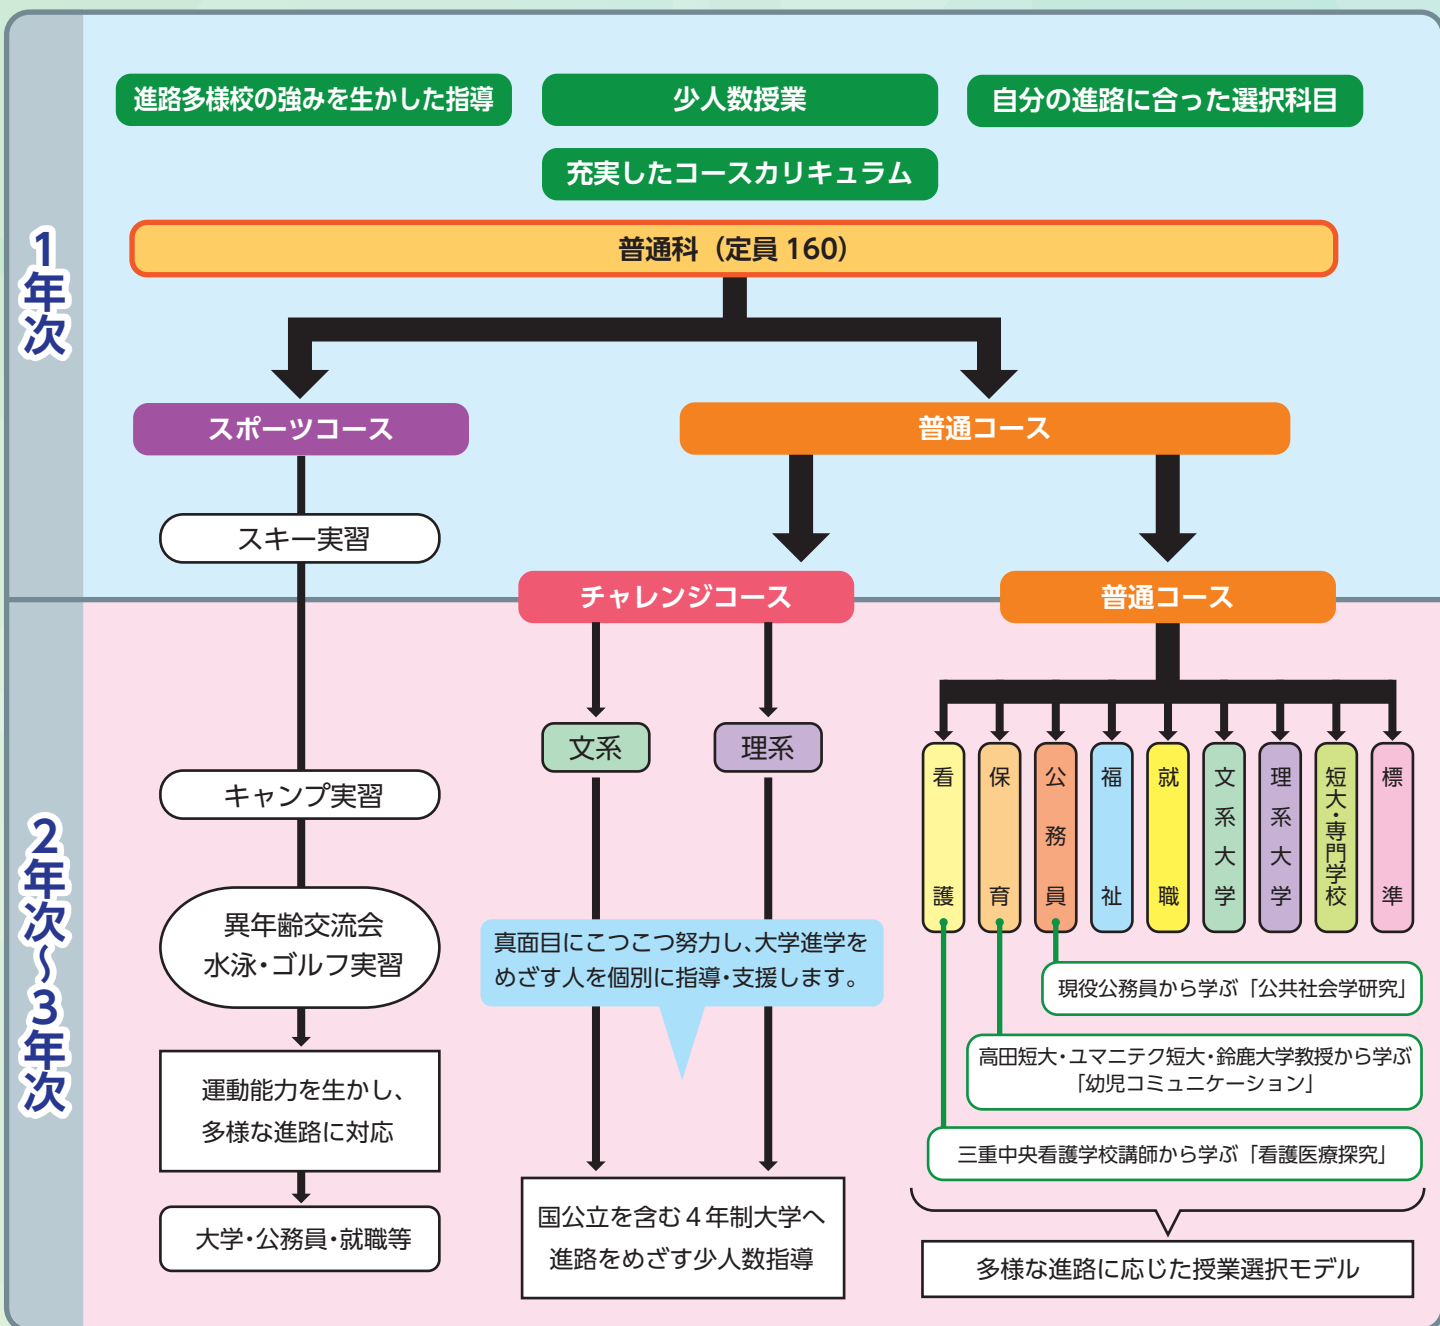 進路多様校の強みを生かした指導
少人数授業
自分の進路に合った選択科目
充実したコースカリキュラム
1年次
普通科（定員 160）
スポーツコース
普通コース
スキー実習
チャレンジコース
普通コース
2年次～3年次
文系
理系
キャンプ実習
看護
保育
公務員
福祉
就職
文系大学
理系大学
短大・専門学校
標準
異年齢交流会
水泳・ゴルフ実習
真面目にこつこつ努力し、大学進学を
めざす人を個別に指導・支援します。
現役公務員から学ぶ「公共社会学研究」
高田短大・ユマニテク短大・鈴鹿大学教授から学ぶ
「幼児コミュニケーション」
三重中央看護学校講師から学ぶ「看護医療探究」
運動能力を生かし、
多様な進路に対応
大学・公務員・就職等
国公立を含む４年制大学へ
進路をめざす少人数指導
多様な進路に応じた授業選択モデル